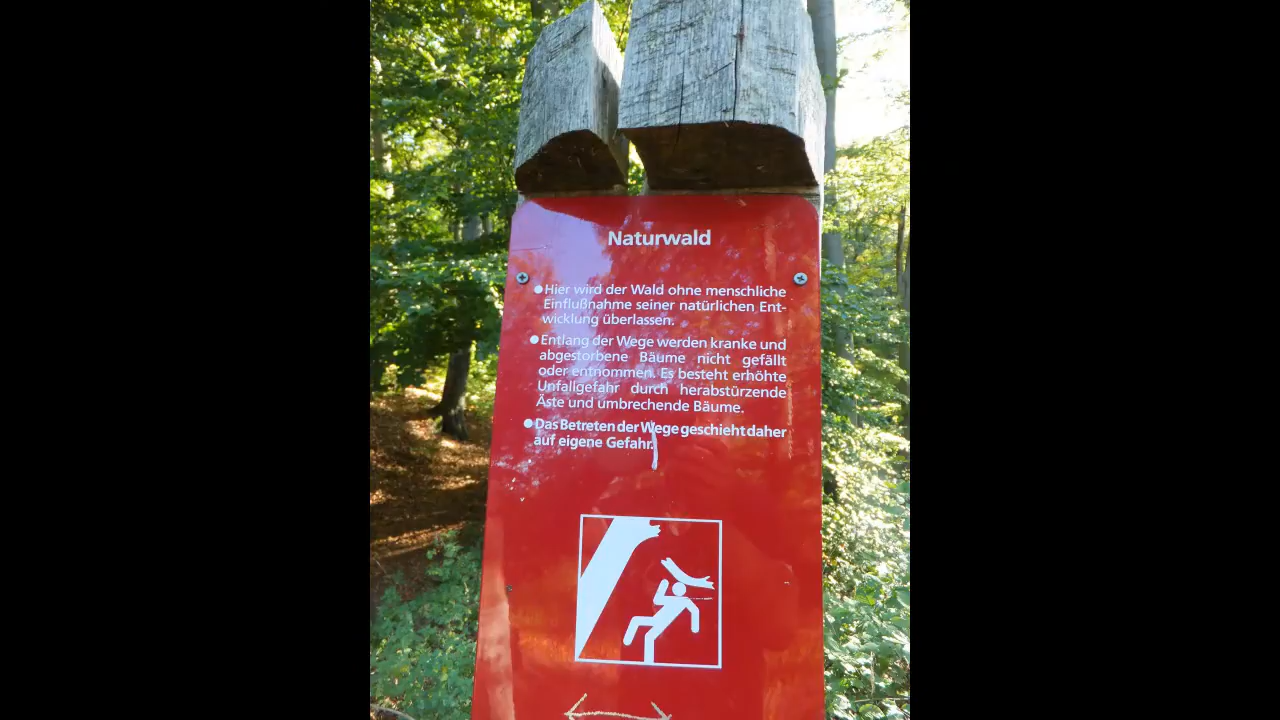 Naturwald
●Hier wird der Wald ohne menschliche
Einflußnahme seiner natürlichen Ent-
wicklung überlassen.
●Entlang der Wege werden kranke und
abgestorbene Bäume nicht gefällt
oder entnommen. Es besteht erhöhte
Unfallgefahr durch herabstürzende
Äste und umbrechende Bäume.
●Das Betreten der Wege geschieht daher
auf eigene Gefahr.